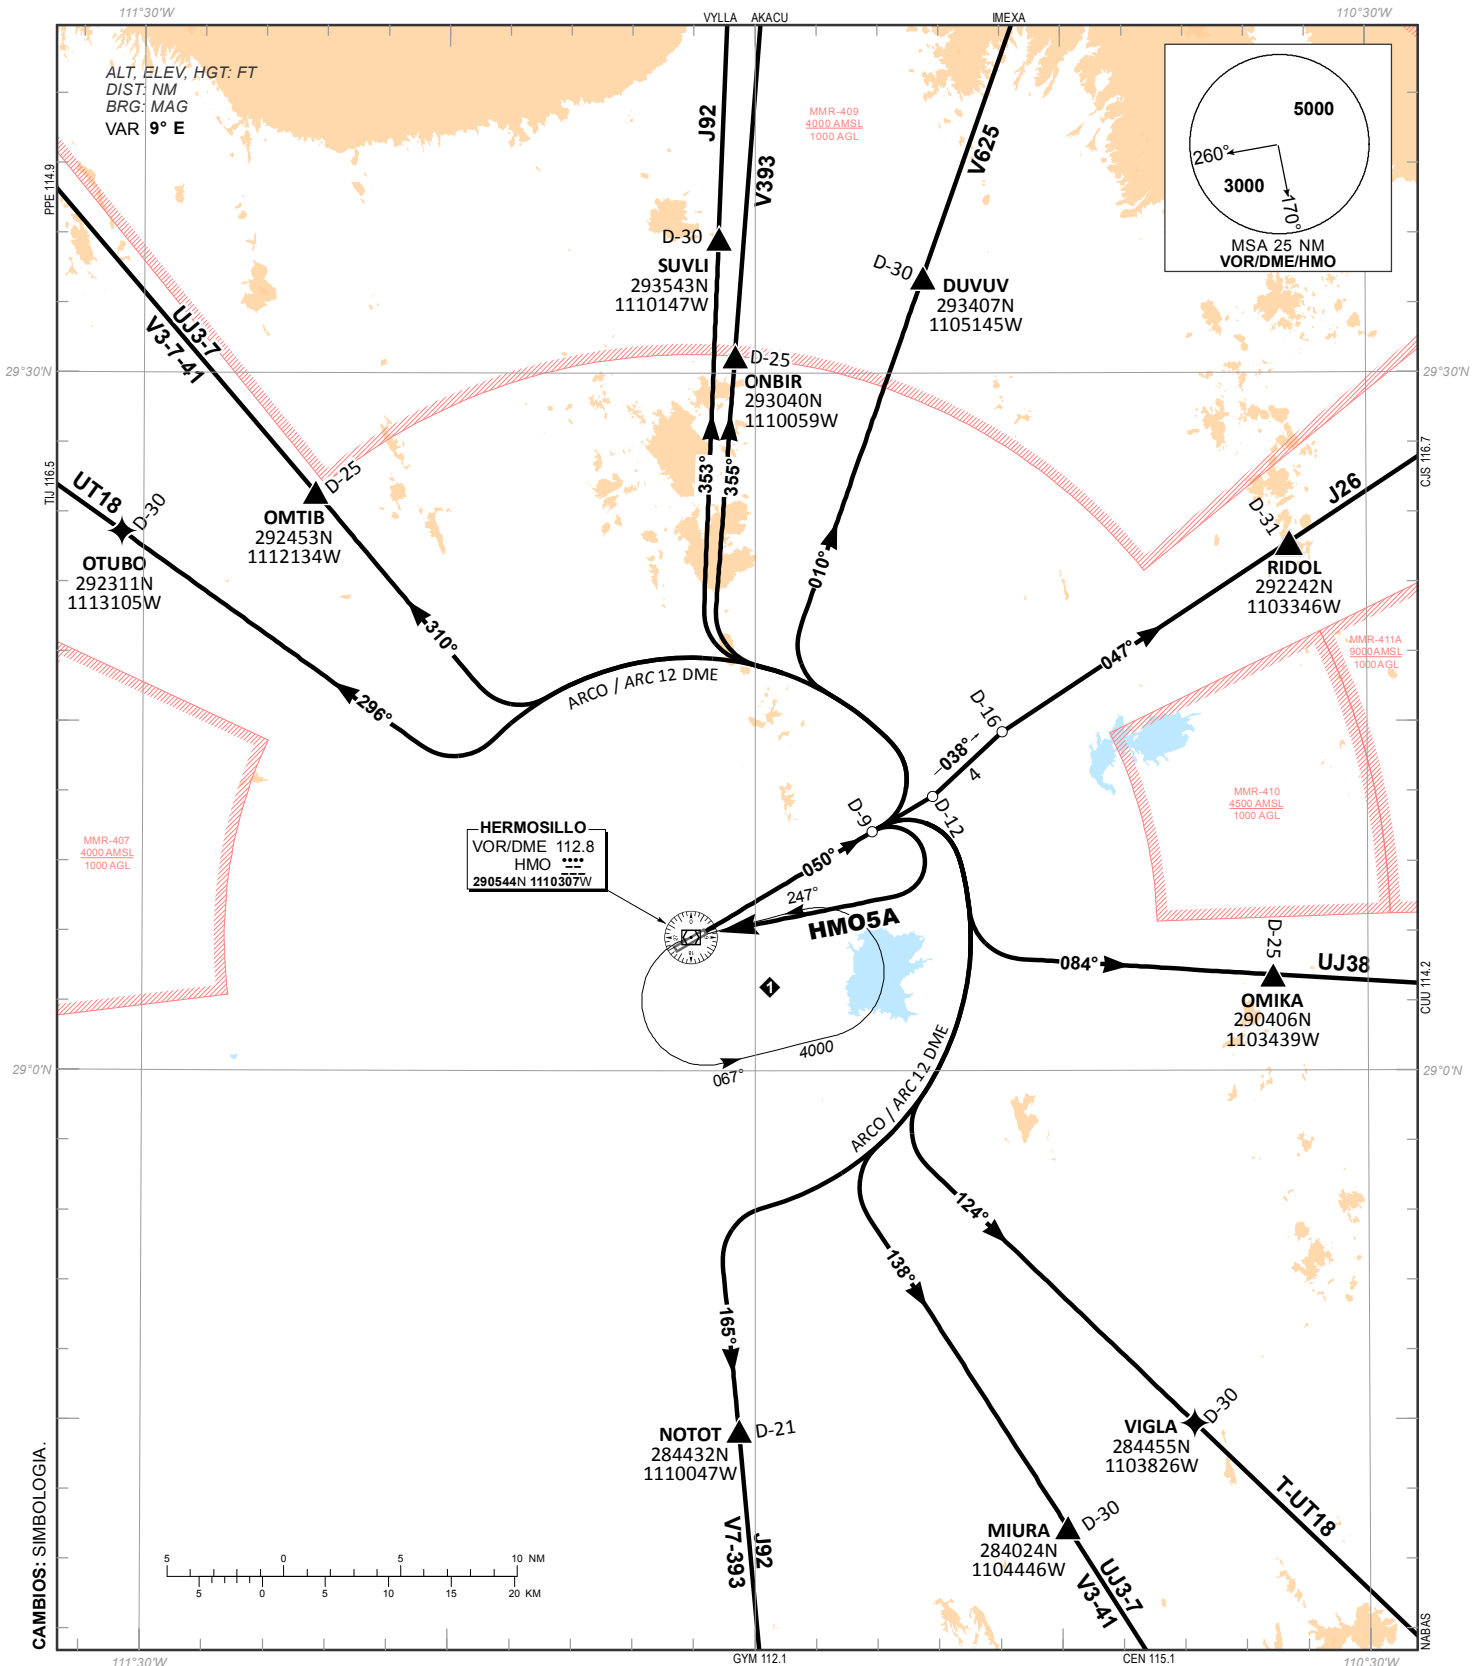 111°30'W
VYLLA
AKACU
IMEXA
110°30'W
ALT, ELEV, HGT: FT
DIST: NM
BRG: MAG
VAR 9° E
J92
V393
MMR-409
4000 AMSL
1000 AGL
V625
5000
260°
3000
170°
MSA 25 NM
VOR/DME/HMO
PPE 114.9
UJ3-7
V3-7-41
D-30
SUVLI
293543N
1110147W
D-30
DUVUV
293407N
1105145W
29°30'N
D-25
ONBIR
293040N
1110059W
29°30'N
TIJ 116.5
UT18
D-30
OTUBO
292311N
1113105W
D-25
OMTIB
292453N
1112134W
353°
355°
010°
CJS 116.7
J26
D-31
RIDOL
292242N
1103346W
310°
296°
ARCO / ARC 12 DME
047°
MMR-411A
9000AMSL
1000AGL
D-16
038°
4
D-12
D-9
MMR-410
4500 AMSL
1000 AGL
MMR-407
4000 AMSL
1000 AGL
HERMOSILLO
VOR/DME 112.8
HMO
290544N 1110307W
050°
247°
HMO5A
1
4000
067°
084°
D-25
UJ38
OMIKA
290406N
1103439W
CUU 114.2
29°0'N
29°0'N
ARCO / ARC 12 DME
124°
138°
165°
NOTOT
284432N
1110047W
D-21
VIGLA
284455N
1103826W
D-30
T-UT18
MIURA
284024N
1104446W
D-30
UJ3-7
V3-41
V7-393
J92
CAMBIOS: SIMBOLOGIA.
5 0 5 10 NM
5 0 5 10 15 20 KM
NABAS
111°30'W
GYM 112.1
CEN 115.1
110°30'W